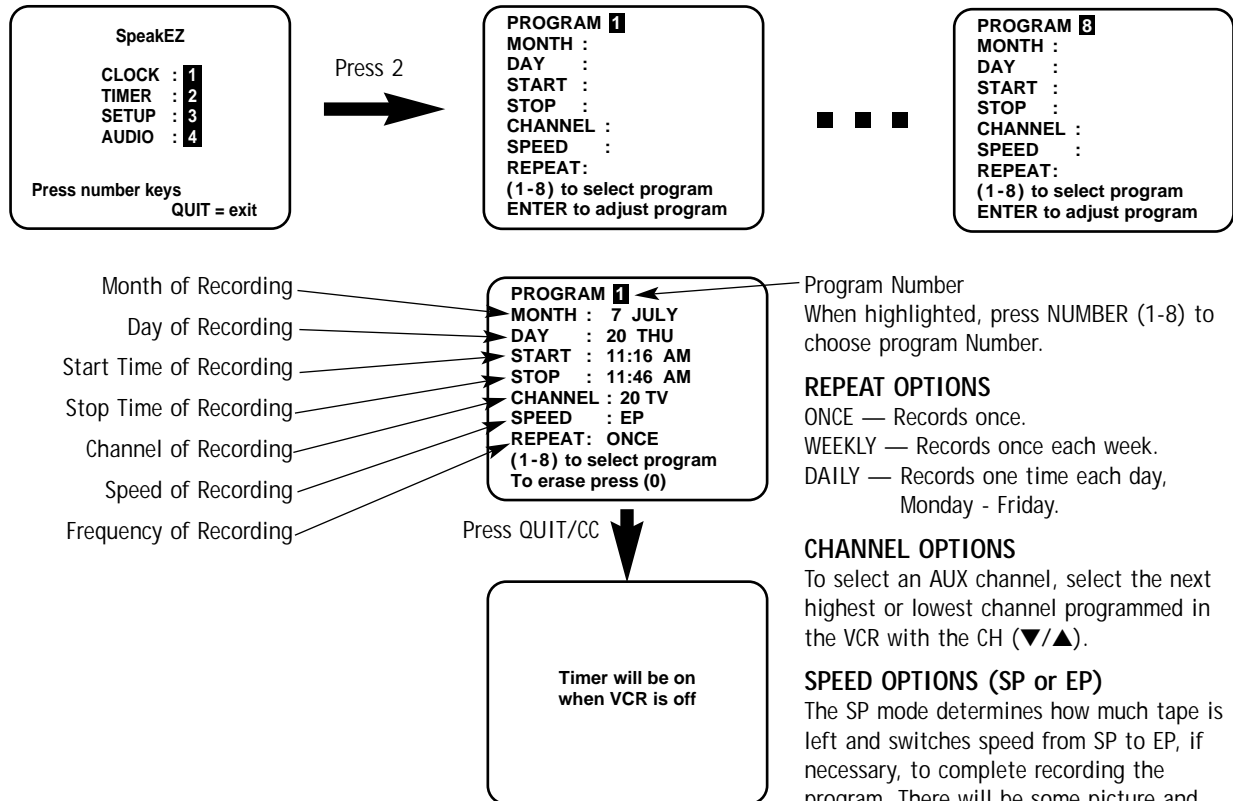 SpeakEZ
CLOCK : 1
TIMER : 2
SETUP : 3
AUDIO : 4
Press number keys
QUIT = exit
Press 2
PROGRAM 1
MONTH :
DAY :
START :
STOP :
CHANNEL :
SPEED :
REPEAT:
(1-8) to select program
ENTER to adjust program
PROGRAM 8
MONTH :
DAY :
START :
STOP :
CHANNEL :
SPEED :
REPEAT:
(1-8) to select program
ENTER to adjust program
Month of Recording
Day of Recording
Start Time of Recording
Stop Time of Recording
Channel of Recording
Speed of Recording
Frequency of Recording
PROGRAM 1
MONTH : 7 JULY
DAY : 20 THU
START : 11:16 AM
STOP : 11:46 AM
CHANNEL : 20 TV
SPEED : EP
REPEAT: ONCE
(1-8) to select program
To erase press (0)
Press QUIT/CC
Timer will be on
when VCR is off
Program Number
When highlighted, press NUMBER (1-8) to
choose program Number.
REPEAT OPTIONS
ONCE — Records once.
WEEKLY — Records once each week.
DAILY — Records one time each day,
Monday - Friday.
CHANNEL OPTIONS
To select an AUX channel, select the next
highest or lowest channel programmed in
the VCR with the CH (▼/▲).
SPEED OPTIONS (SP or EP)
The SP mode determines how much tape is
left and switches speed from SP to EP, if
necessary, to complete recording the
program. There will be some picture and